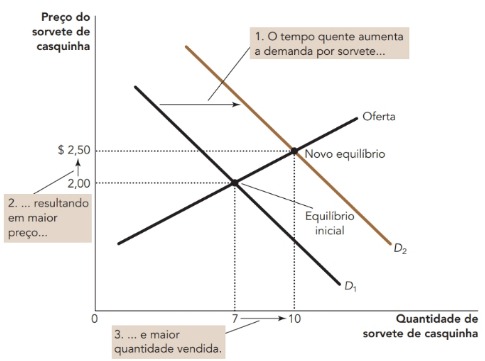 Preço do
sorvete de
casquinha
1. O tempo quente aumenta
a demanda por sorvete...
Oferta
$ 2,50
Novo equilíbrio
2,00
2. ... resultando
em maior
preço...
Equilíbrio
inicial
D2
D1
0
7
10
Quantidade de
sorvete de casquinha
3. ... e maior
quantidade vendida.